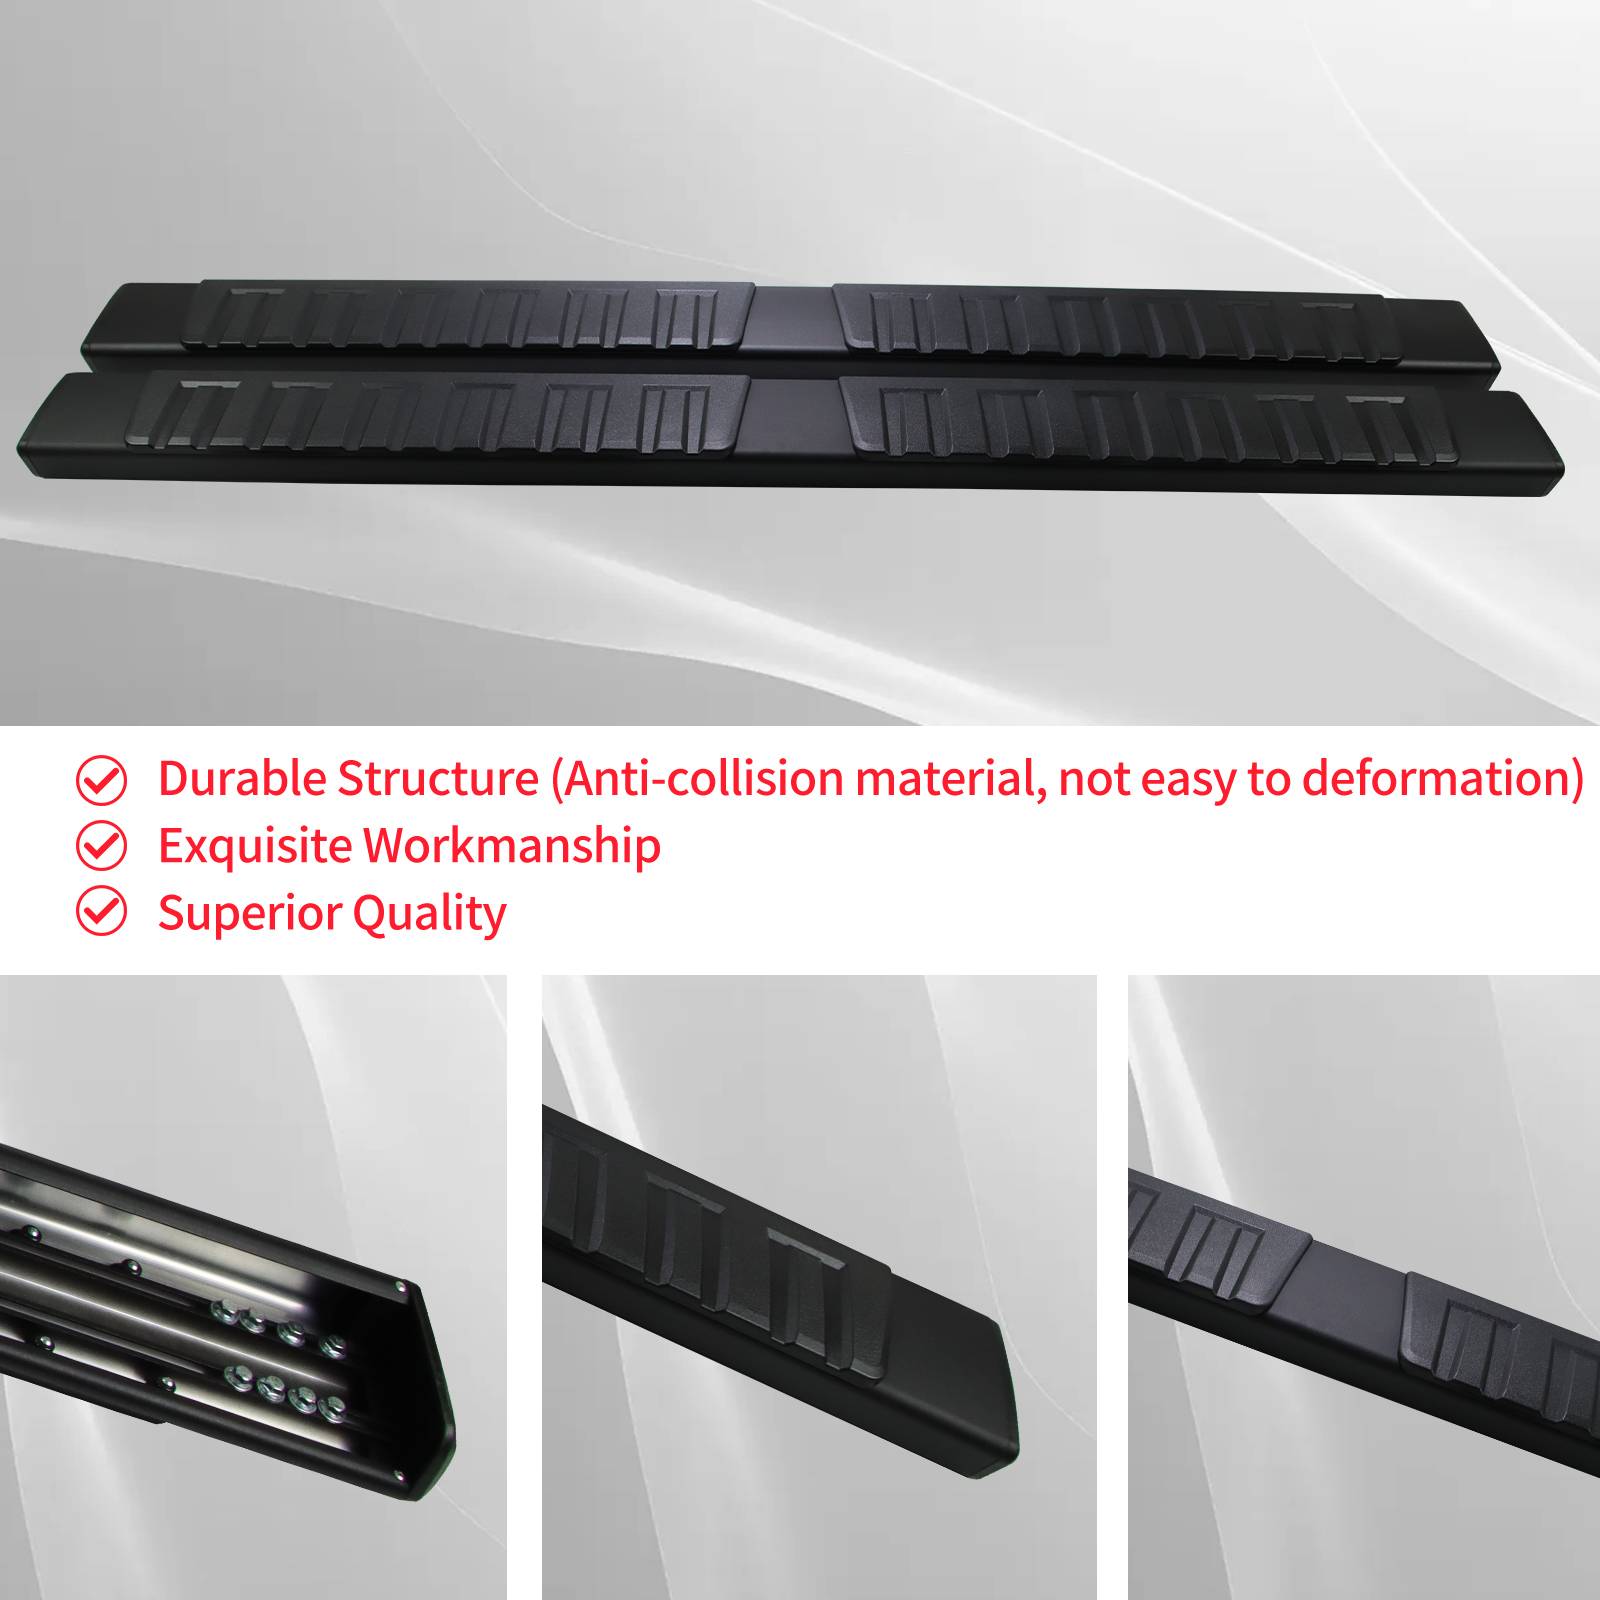 Durable Structure (Anti-collision material, not easy to deformation)
Exquisite Workmanship
Superior Quality